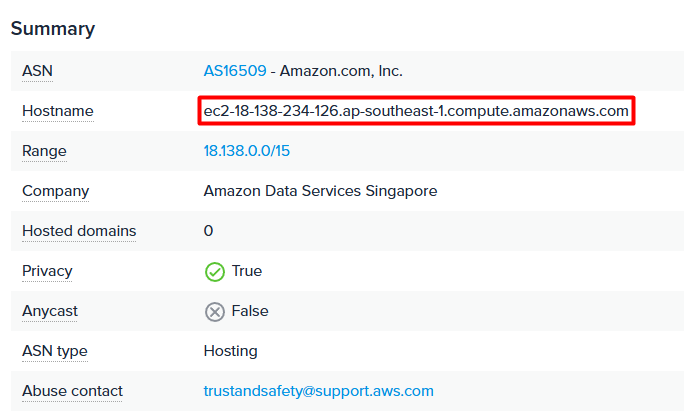 Summary
ASN AS16509 - Amazon.com, Inc.
Hostname ec2-18-138-234-126.ap-southeast-1.compute.amazonaws.com
Range 18.138.0.0/15
Company Amazon Data Services Singapore
Hosted domains 0
Privacy True
Anycast False
ASN type Hosting
Abuse contact trustandsafety@support.aws.com